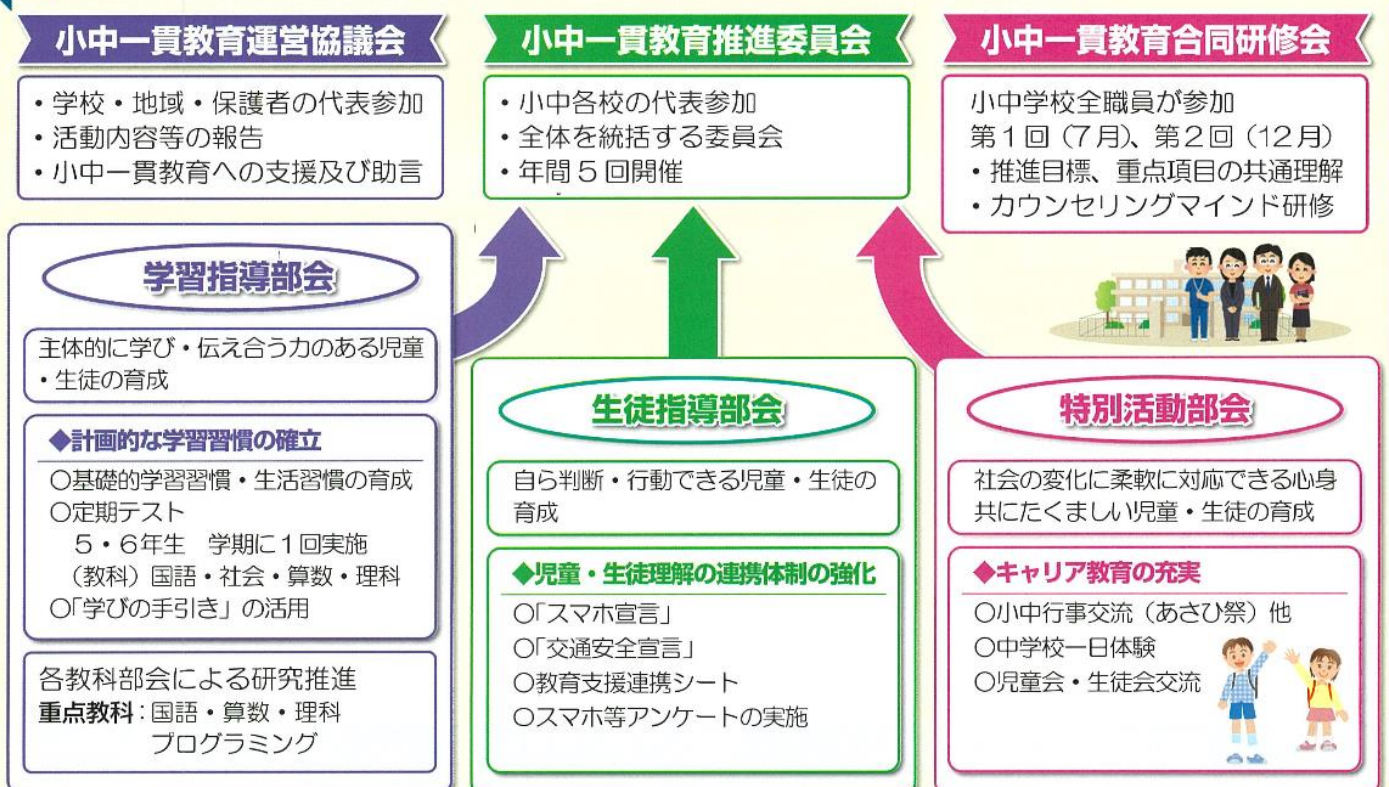 小中一貫教育運営協議会
・学校・地域・保護者の代表参加
・活動内容等の報告
・小中一貫教育への支援及び助言
小中一貫教育推進委員会
・小中各校の代表参加
・全体を統括する委員会
・年間5回開催
小中一貫教育合同研修会
小中学校全職員が参加
第1回（7月）、第2回（12月）
・推進目標、重点項目の共通理解
・カウンセリングマインド研修
学習指導部会
主体的に学び・伝え合う力のある児童
・生徒の育成
◆計画的な学習習慣の確立
○基礎的学習習慣・生活習慣の育成
○定期テスト
5・6年生　学期に1回実施
（教科）国語・社会・算数・理科
○「学びの手引き」の活用
各教科部会による研究推進
重点教科：国語・算数・理科
プログラミング
生徒指導部会
自ら判断・行動できる児童・生徒の
育成
◆児童・生徒理解の連携体制の強化
○「スマホ宣言」
○「交通安全宣言」
○教育支援連携シート
○スマホ等アンケートの実施
特別活動部会
社会の変化に柔軟に対応できる心身
共にたくましい児童・生徒の育成
◆キャリア教育の充実
○小中行事交流（あさひ祭）他
○中学校一日体験
○児童会・生徒会交流